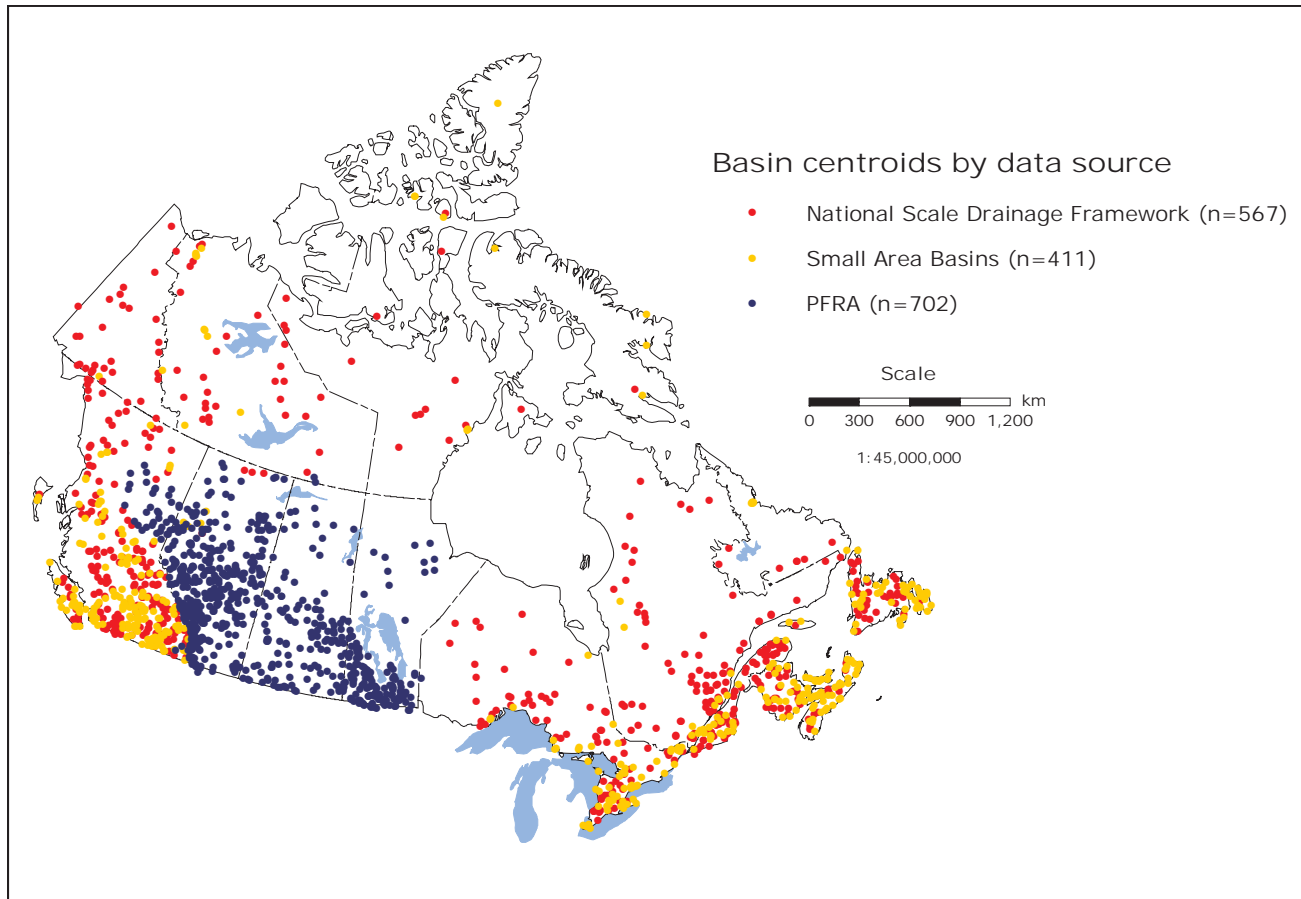 Basin centroids by data source
National Scale Drainage Framework (n=567)
Small Area Basins (n=411)
PFRA (n=702)
Scale
km
0 300 600 900 1,200
1:45,000,000